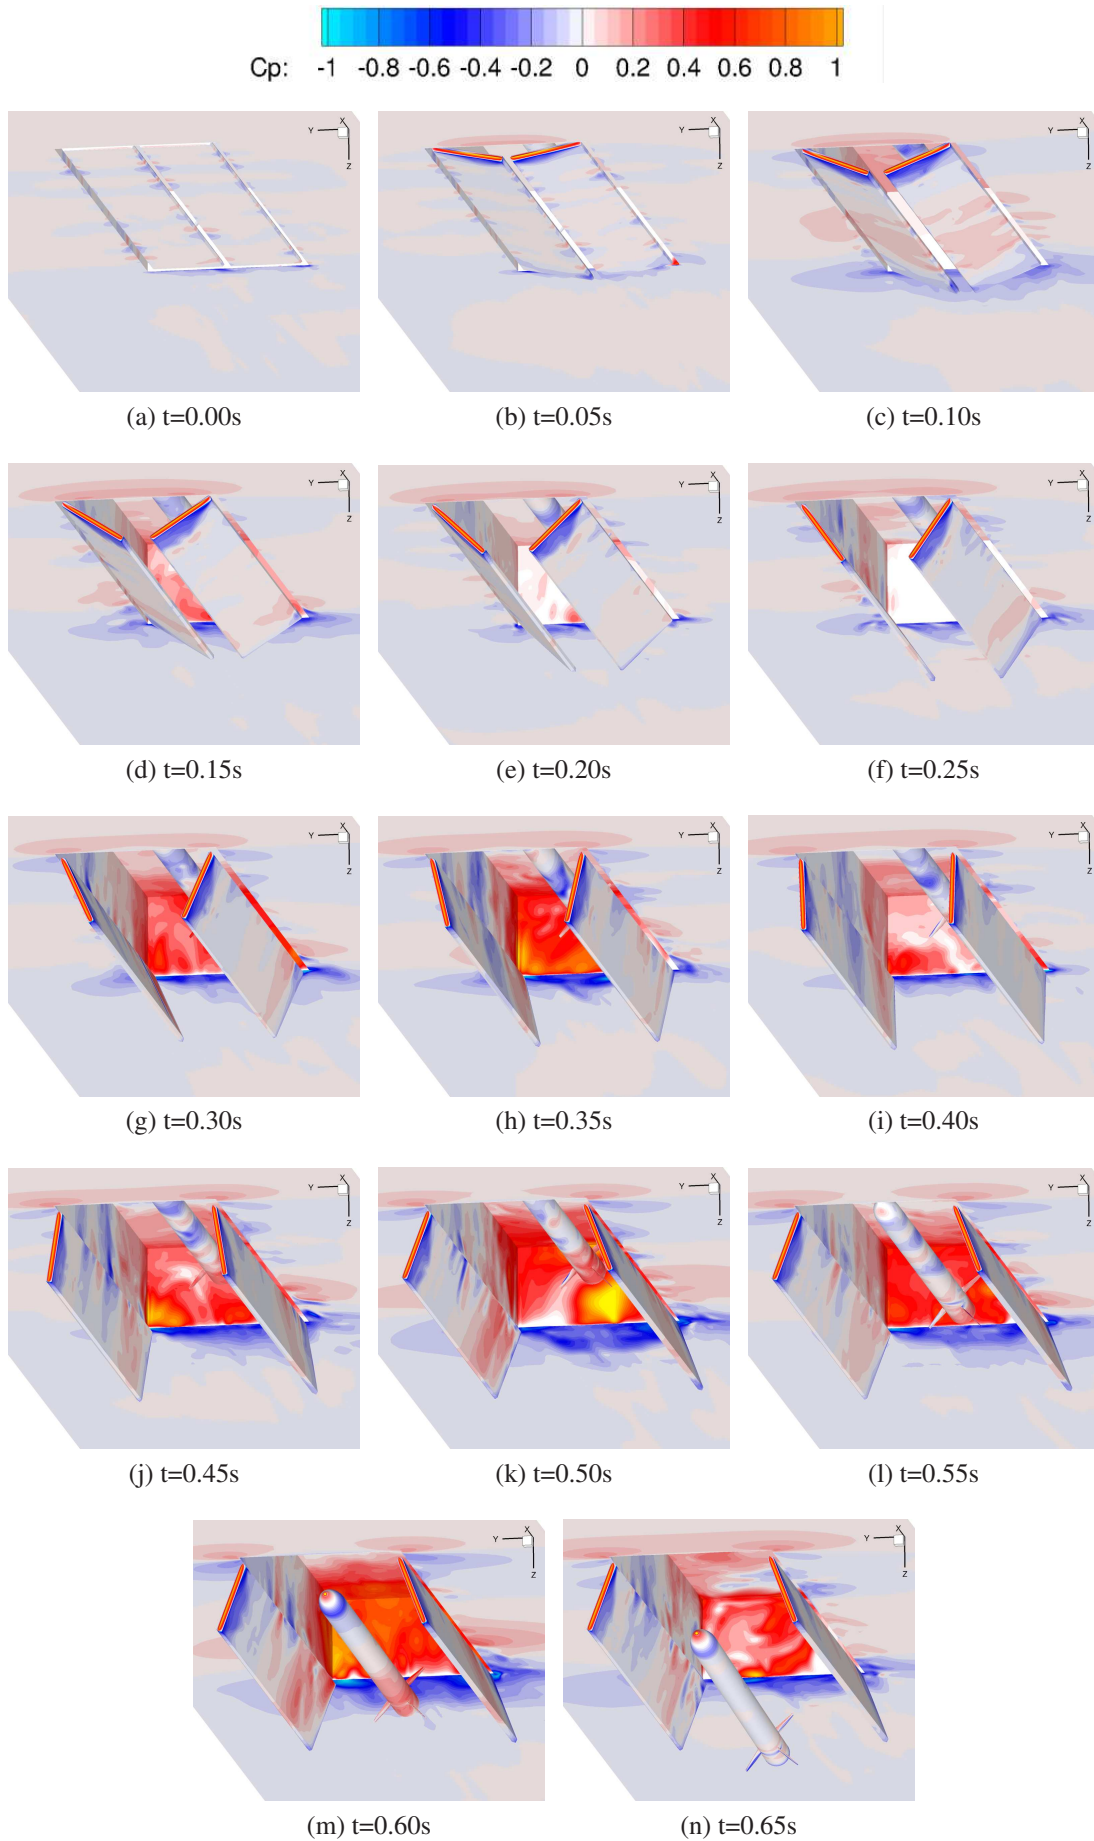 Cp: -1 -0.8 -0.6 -0.4 -0.2 0 0.2 0.4 0.6 0.8 1
X Y Z X Y Z X Y Z
(a) t=0.00s (b) t=0.05s (c) t=0.10s
X Y Z X Y Z X Y Z
(d) t=0.15s (e) t=0.20s (f) t=0.25s
X Y Z X Y Z X Y Z
(g) t=0.30s (h) t=0.35s (i) t=0.40s
X Y Z X Y Z X Y Z
(j) t=0.45s (k) t=0.50s (l) t=0.55s
X Y Z X Y Z
(m) t=0.60s (n) t=0.65s